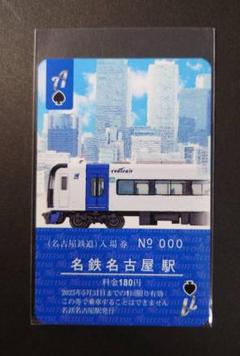 《名古屋鉄道》入場券 № 000
名鉄名古屋駅
料金180円
2025年5月31日までの1回限り有効
この券で乗車することはできません
名鉄名古屋駅発行